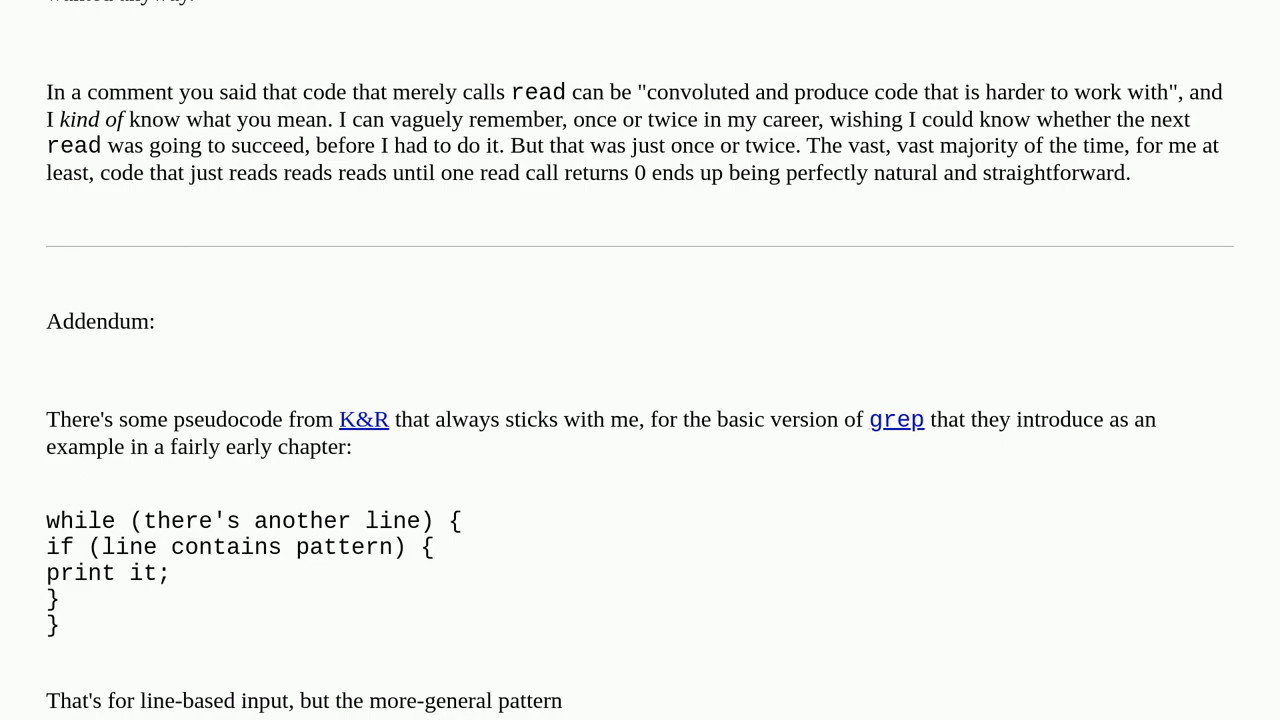 In a comment you said that code that merely calls read can be "convoluted and produce code that is harder to work with", and
I kind of know what you mean. I can vaguely remember, once or twice in my career, wishing I could know whether the next
read was going to succeed, before I had to do it. But that was just once or twice. The vast, vast majority of the time, for me at
least, code that just reads reads reads until one read call returns 0 ends up being perfectly natural and straightforward.
Addendum:
There's some pseudocode from K&R that always sticks with me, for the basic version of grep that they introduce as an
example in a fairly early chapter:
while (there's another line) {
if (line contains pattern) {
print it;
}
}
That's for line-based input, but the more-general pattern